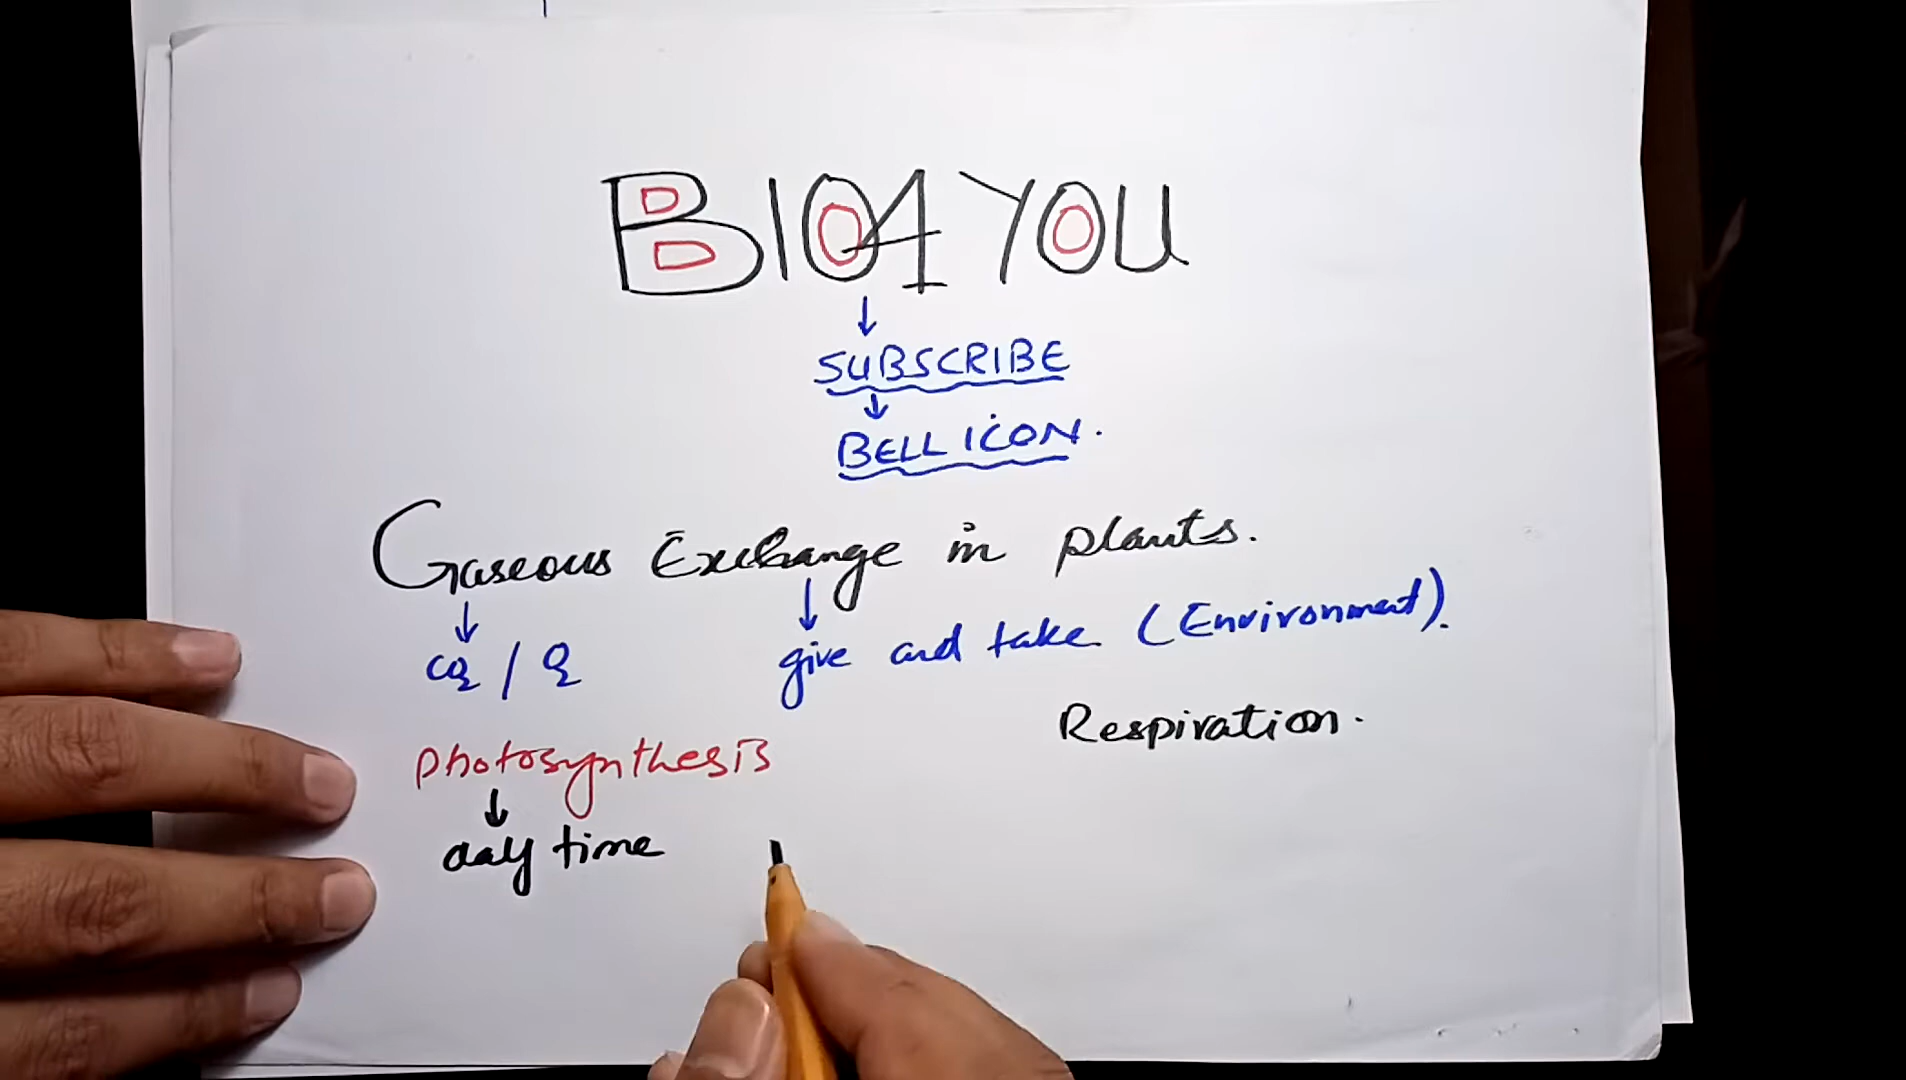 BIO4YOU
SUBSCRIBE
BELL ICON.
Gaseous Exchange in plants.
CO2 / O2 give and take (Environment).
Respiration.
photosynthesis
day time